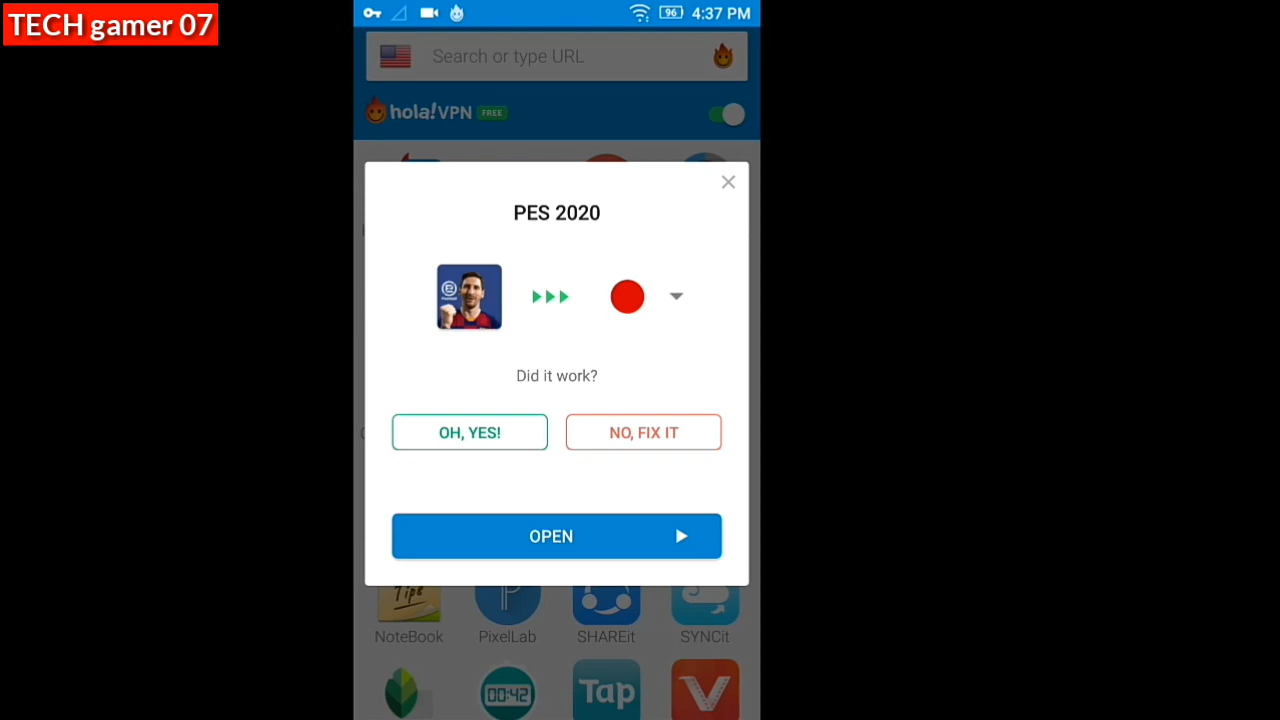 TECH gamer 07
96 4:37 PM
Search or type URL
hola!VPN FREE
PES 2020
Did it work?
OH, YES! NO, FIX IT
OPEN
Tips
NoteBook PixelLab SHAREit SYNCit
00:42 Tap